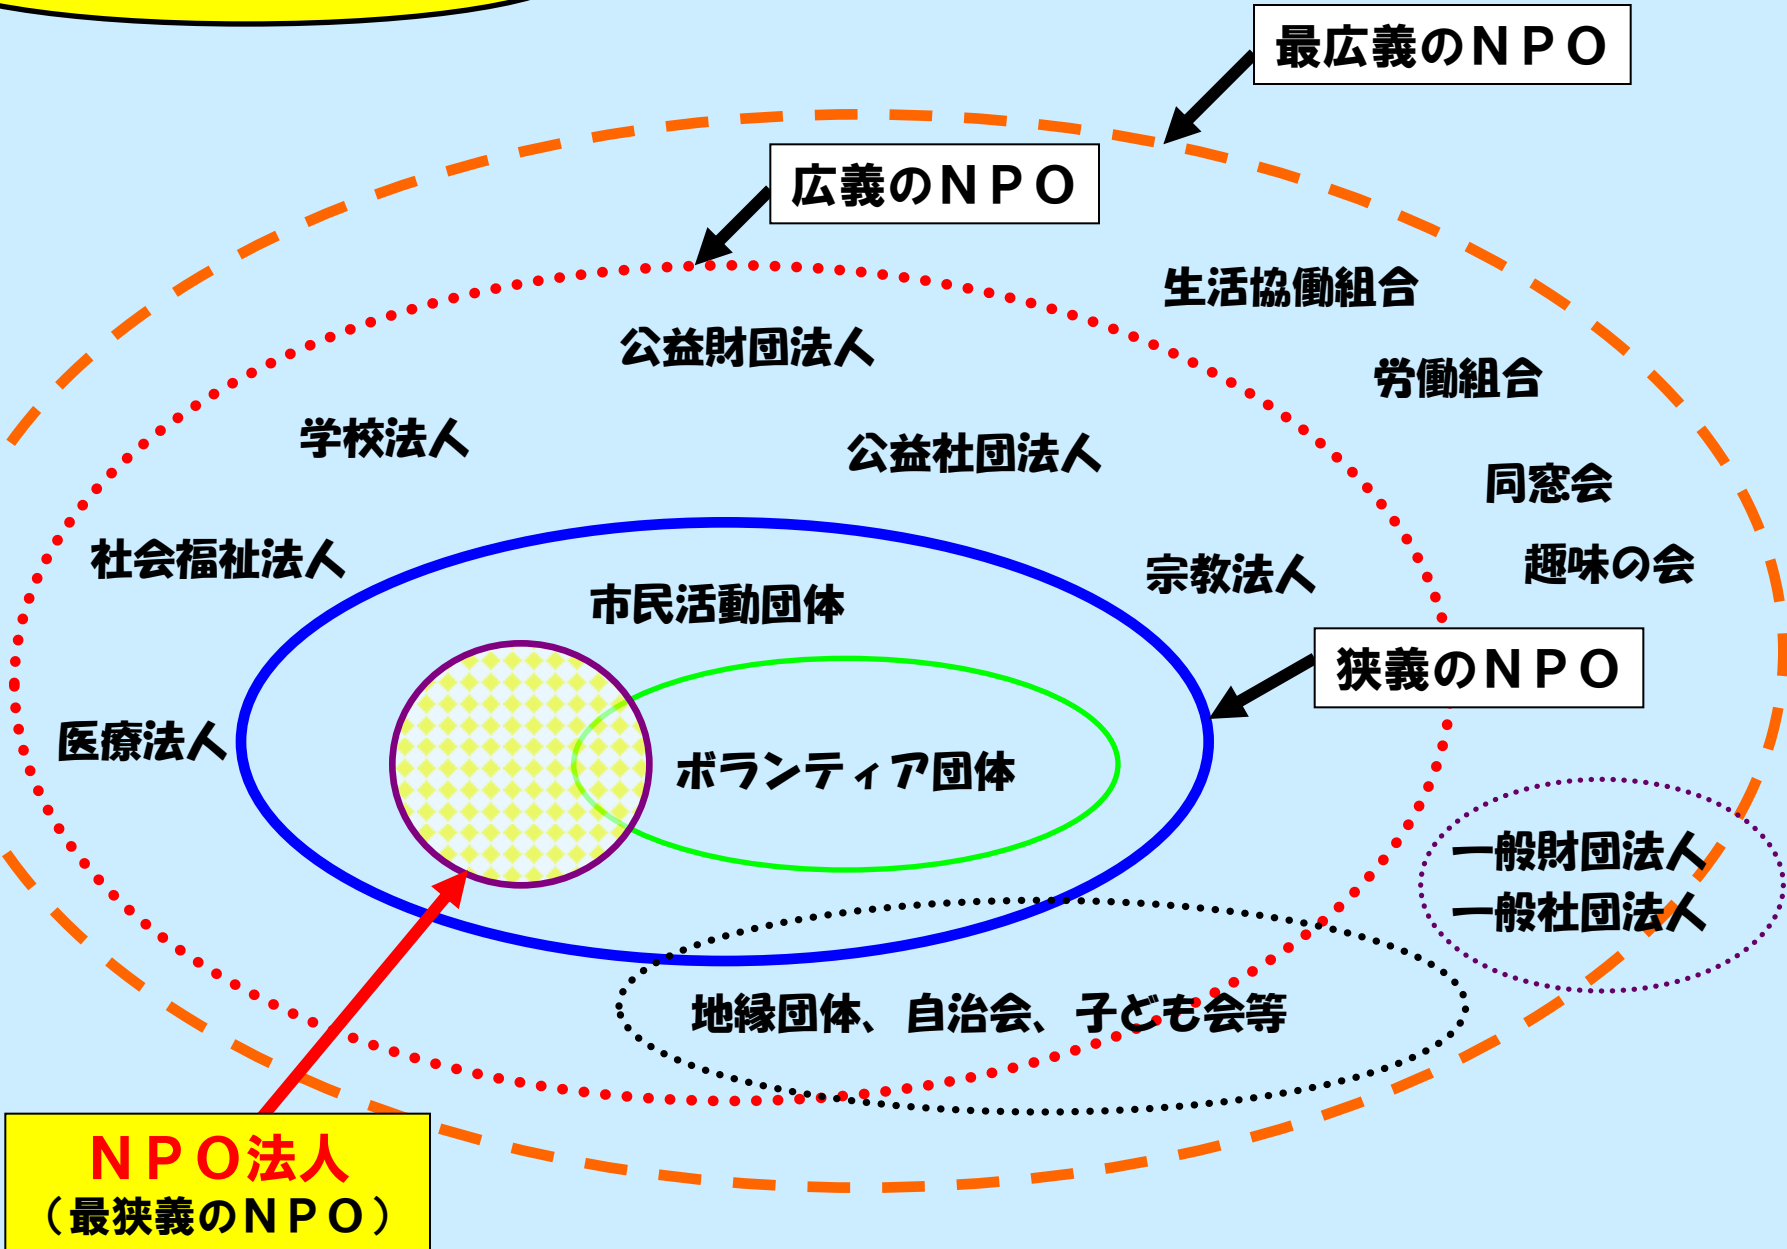 最広義のＮＰＯ
広義のＮＰＯ
生活協働組合
公益財団法人
労働組合
学校法人
公益社団法人
同窓会
社会福祉法人
市民活動団体
宗教法人
趣味の会
狭義のＮＰＯ
医療法人
ボランティア団体
一般財団法人
一般社団法人
地縁団体、自治会、子ども会等
ＮＰＯ法人
（最狭義のＮＰＯ）